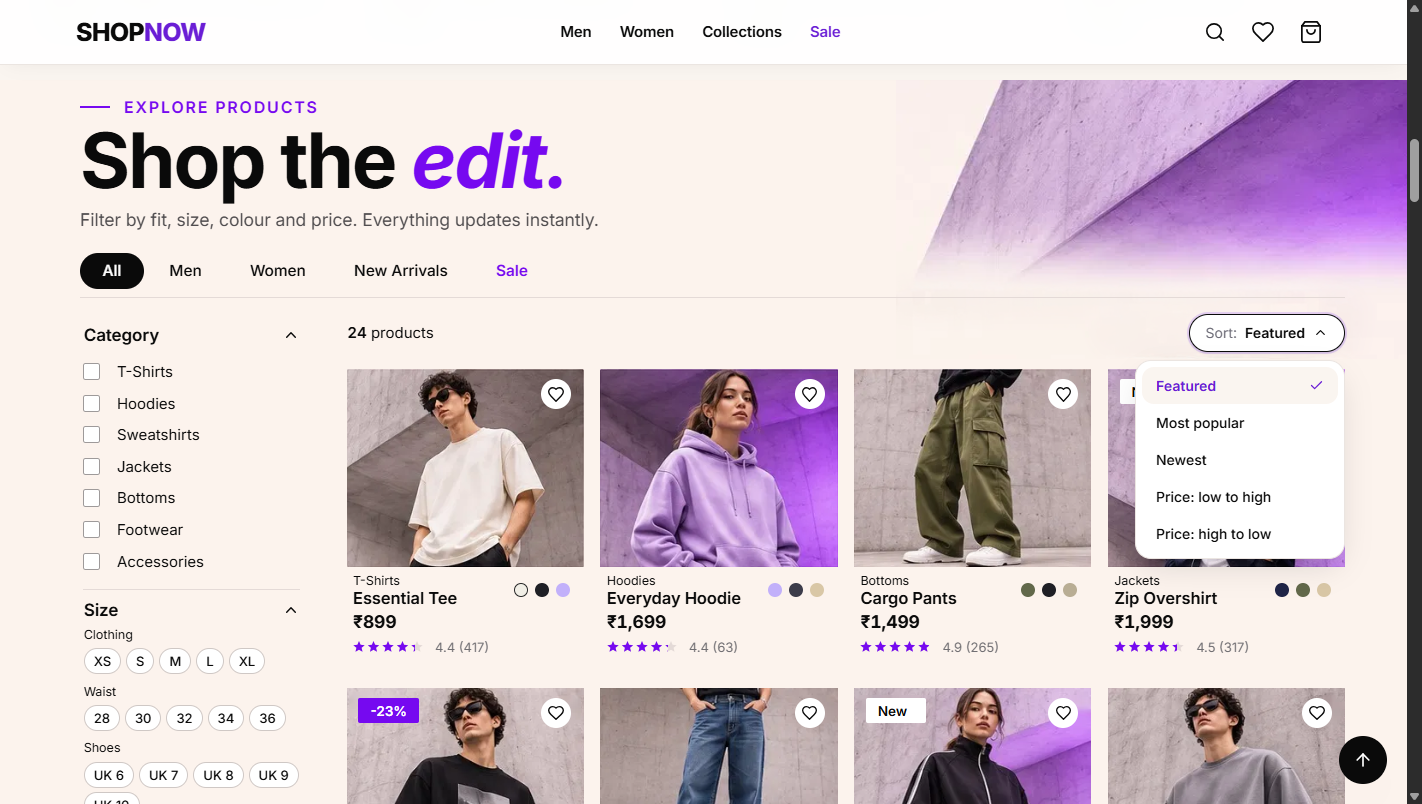 SHOPNOW
Men Women Collections Sale
EXPLORE PRODUCTS
Shop the edit.
Filter by fit, size, colour and price. Everything updates instantly.
All Men Women New Arrivals Sale
Category
T-Shirts
Hoodies
Sweatshirts
Jackets
Bottoms
Footwear
Accessories
Size
Clothing
XS S M L XL
Waist
28 30 32 34 36
Shoes
UK 6 UK 7 UK 8 UK 9
24 products
Sort: Featured
Featured
Most popular
Newest
Price: low to high
Price: high to low
T-Shirts
Essential Tee
₹899
4.4 (417)
Hoodies
Everyday Hoodie
₹1,699
4.4 (63)
Bottoms
Cargo Pants
₹1,499
4.9 (265)
Jackets
Zip Overshirt
₹1,999
4.5 (317)
-23%
New